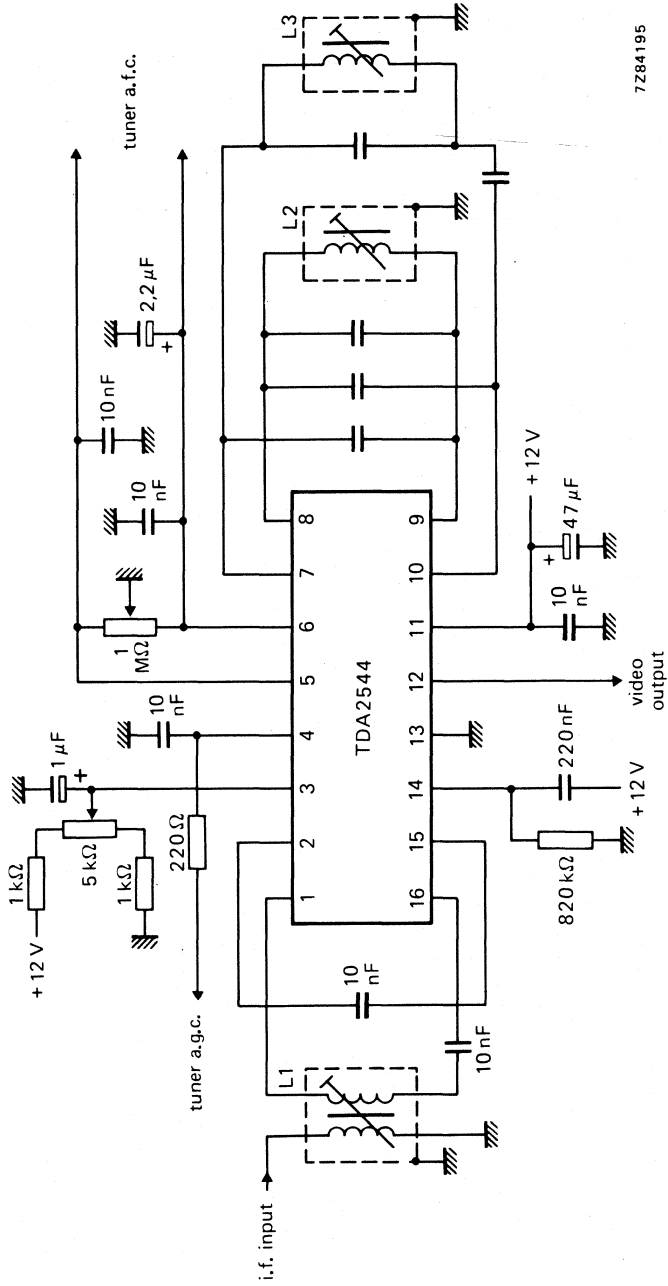 7Z84195
tuner a.f.c.
L3
L2
2,2 μF
+
10 nF
10
nF
1
MΩ
10
nF
1 μF
+
1 kΩ
5 kΩ
1 kΩ
+ 12 V
220 Ω
tuner a.g.c.
8
7
6
5
4
3
2
1
TDA2544
9
10
11
12
13
14
15
16
10
nF
L1
10 nF
i.f. input
+ 12 V
+
47 μF
10
nF
video
output
220 nF
+ 12 V
820 kΩ